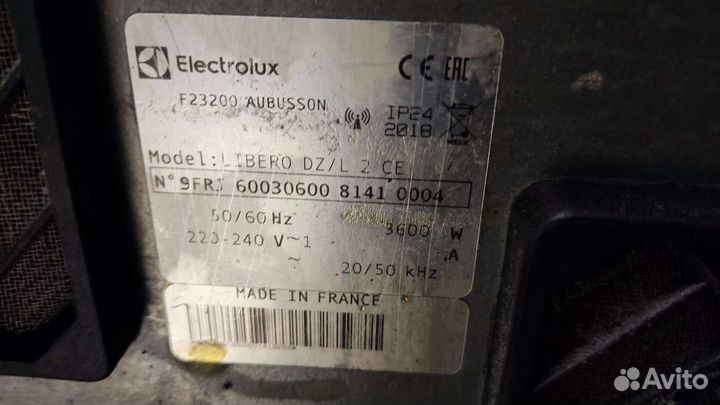 Electrolux CE EAC
F23200 AUBUSSON IP24
2018
WEEE
Model: LIBERO DZ/L 2 CE
N° 9FRJ 60030600 8141 0004
50/60 Hz 3600 W
220-240 V~1 A
~ 20/50 kHz
MADE IN FRANCE
Avito